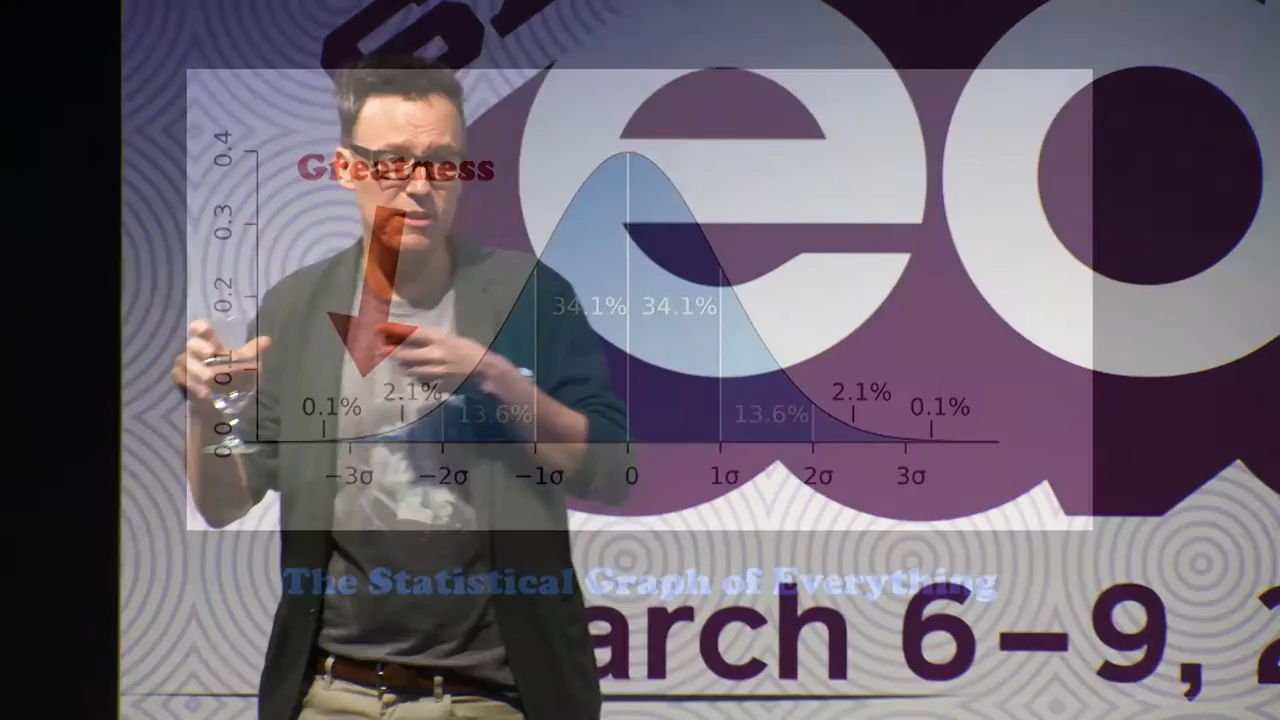 eo
Greatness
0.4
0.3
0.2
0.1
0.0
34.1% 34.1%
0.1% 2.1% 13.6% 13.6% 2.1% 0.1%
−3σ −2σ −1σ 0 1σ 2σ 3σ
The Statistical Graph of Everything
arch 6–9, 2